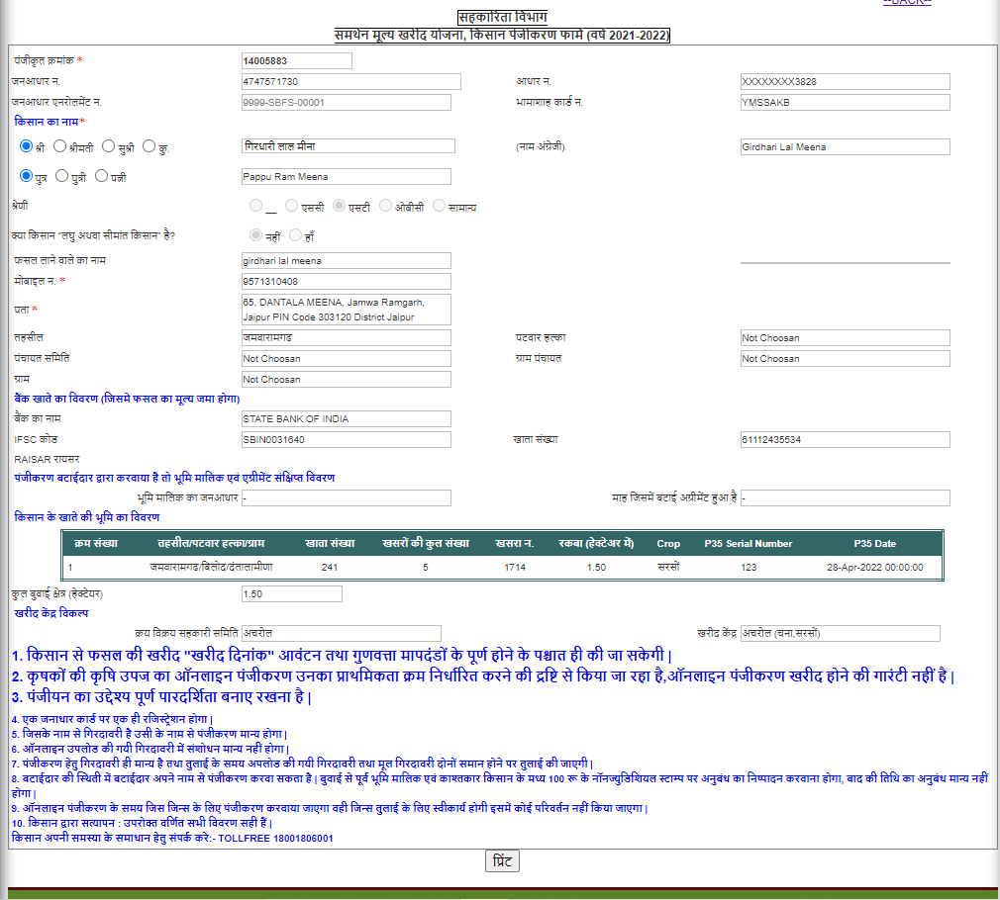 --BACK--
सहकारिता विभाग
समर्थन मूल्य खरीद योजना, किसान पंजीकरण फार्म (वर्ष 2021-2022)
पंजीकृत क्रमांक * 14005883
जनआधार न. 4747571730 आधार न. XXXXXXXX3828
जनआधार एनरोलमेंट न. 9999-SBFS-00001 भामाशाह कार्ड न. YMSSAKB
किसान का नाम*
श्री श्रीमती सुश्री कु. गिरधारी लाल मीना (नाम अंग्रेजी) Girdhari Lal Meena
पुत्र पुत्री पत्नी Pappu Ram Meena
श्रेणी __ एससी एसटी ओबीसी सामान्य
क्या किसान "लघु अथवा सीमांत किसान" है? नहीं हाँ
फसल लाने वाले का नाम girdhari lal meena
मोबाइल न. * 9571310408
पता * 65, DANTALA MEENA, Jamwa Ramgarh,
Jaipur PIN Code 303120 District Jaipur
तहसील जमवारामगढ पटवार हल्का Not Choosan
पंचायत समिति Not Choosan ग्राम पंचायत Not Choosan
ग्राम Not Choosan
बैंक खाते का विवरण (जिसमे फसल का मूल्य जमा होगा)
बैंक का नाम STATE BANK OF INDIA
IFSC कोड SBIN0031640 खाता संख्या 61112435534
RAISAR रायसर
पंजीकरण बटाईदार द्वारा करवाया है तो भूमि मालिक एवं एग्रीमेंट संक्षिप्त विवरण
भूमि मालिक का जनआधार - माह जिसमें बटाई अग्रीमेंट हुआ है -
किसान के खाते की भूमि का विवरण
क्रम संख्या तहसील/पटवार हल्का/ग्राम खाता संख्या खसरों की कुल संख्या खसरा न. रकबा (हेक्टेअर में) Crop P35 Serial Number P35 Date
1 जमवारामगढ/बिलोद/दंतालामीणा 241 5 1714 1.50 सरसों 123 28-Apr-2022 00:00:00
कुल बुवाई क्षेत्र (हेक्टेयर) 1.50
खरीद केंद्र विकल्प
क्रय विक्रय सहकारी समिति अचरोल खरीद केंद्र अचरोल (चना,सरसों)
1. किसान से फसल की खरीद "खरीद दिनांक" आवंटन तथा गुणवत्ता मापदंडों के पूर्ण होने के पश्चात ही की जा सकेगी |
2. कृषकों की कृषि उपज का ऑनलाइन पंजीकरण उनका प्राथमिकता क्रम निर्धारित करने की द्रष्टि से किया जा रहा है,ऑनलाइन पंजीकरण खरीद होने की गारंटी नहीं है |
3. पंजीयन का उद्देश्य पूर्ण पारदर्शिता बनाए रखना है |
4. एक जनाधार कार्ड पर एक ही रजिस्ट्रेशन होगा |
5. जिसके नाम से गिरदावरी है उसी के नाम से पंजीकरण मान्य होगा |
6. ऑनलाइन उपलोड की गयी गिरदावरी में संशोधन मान्य नहीं होगा |
7. पंजीकरण हेतु गिरदावरी ही मान्य है तथा तुलाई के समय अपलोड की गयी गिरदावरी तथा मूल गिरदावरी दोनों समान होने पर तुलाई की जाएगी |
8. बटाईदार की स्थिती में बटाईदार अपने नाम से पंजीकरण करवा सकता है | बुवाई से पूर्व भूमि मालिक एवं काश्तकार किसान के मध्य 100 रू के नॉनज्युडिशियल स्टाम्प पर अनुबंध का निष्पादन करवाना होगा, बाद की तिथि का अनुबंध मान्य नहीं
होगा |
9. ऑनलाइन पंजीकरण के समय जिस जिन्स के लिए पंजीकरण करवाया जाएगा वही जिन्स तुलाई के लिए स्वीकार्य होगी इसमें कोई परिवर्तन नहीं किया जाएगा |
10. किसान द्वारा सत्यापन : उपरोक्त वर्णित सभी विवरण सही हैं |
किसान अपनी समस्या के समाधान हेतु संपर्क करे:- TOLLFREE 18001806001
प्रिंट